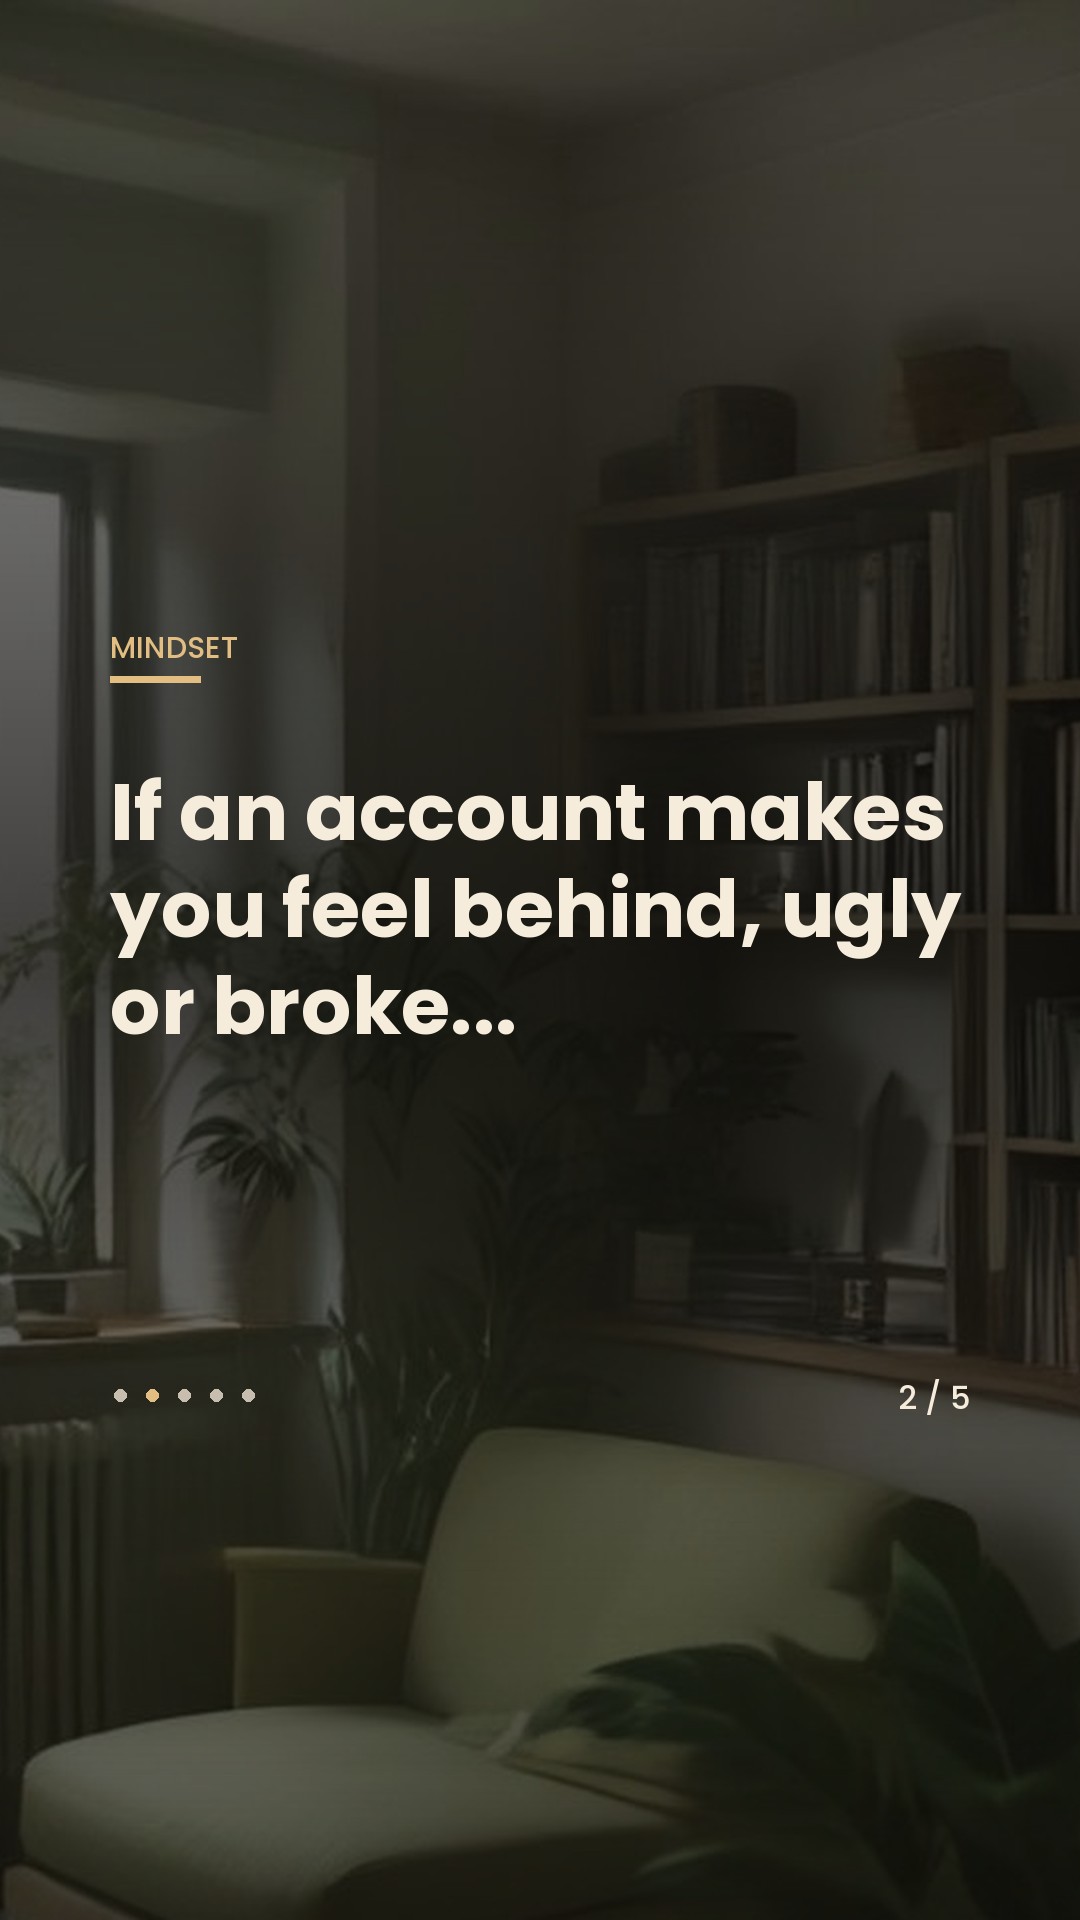 MINDSET
If an account makes
you feel behind, ugly
or broke...
2 / 5